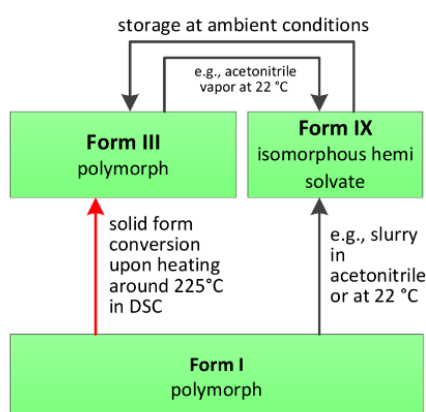 storage at ambient conditions
e.g., acetonitrile
vapor at 22 °C
Form III
polymorph
Form IX
isomorphous hemi
solvate
solid form
conversion
upon heating
around 225°C
in DSC
e.g., slurry
in
acetonitrile
or at 22 °C
Form I
polymorph